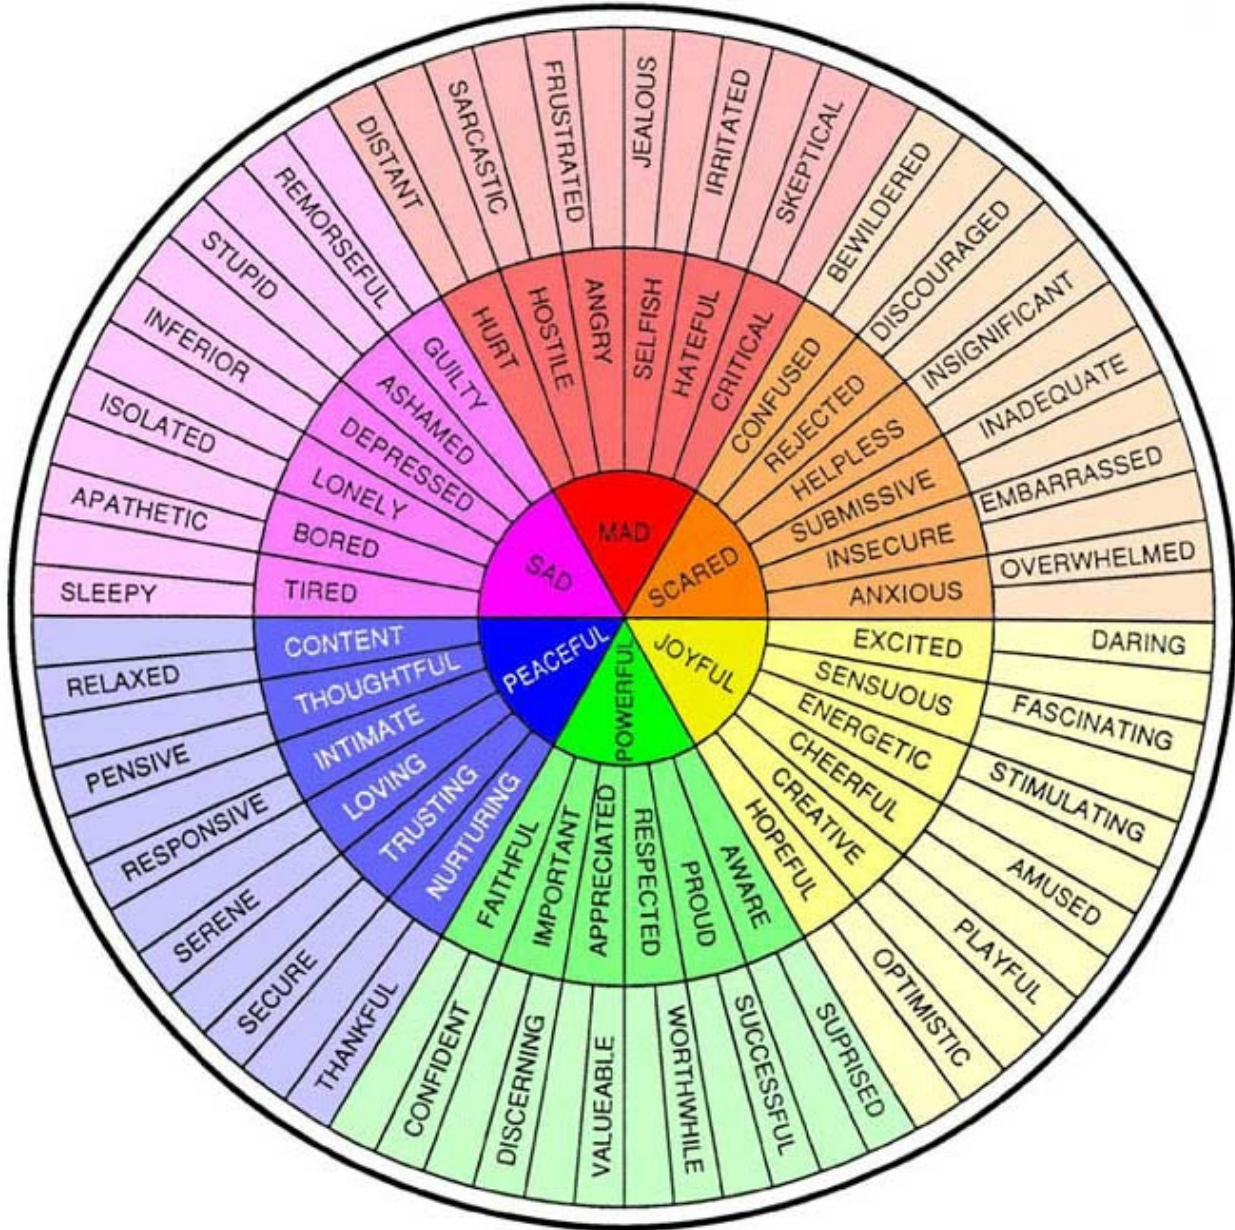 MAD
SCARED
JOYFUL
POWERFUL
PEACEFUL
SAD
HURT
HOSTILE
ANGRY
SELFISH
HATEFUL
CRITICAL
CONFUSED
REJECTED
HELPLESS
SUBMISSIVE
INSECURE
ANXIOUS
EXCITED
SENSUOUS
ENERGETIC
CHEERFUL
CREATIVE
HOPEFUL
AWARE
PROUD
RESPECTED
APPRECIATED
IMPORTANT
FAITHFUL
NURTURING
TRUSTING
LOVING
INTIMATE
THOUGHTFUL
CONTENT
TIRED
BORED
LONELY
DEPRESSED
ASHAMED
GUILTY
DISTANT
SARCASTIC
FRUSTRATED
JEALOUS
IRRITATED
SKEPTICAL
BEWILDERED
DISCOURAGED
INSIGNIFICANT
INADEQUATE
EMBARRASSED
OVERWHELMED
DARING
FASCINATING
STIMULATING
AMUSED
PLAYFUL
OPTIMISTIC
SUPRISED
SUCCESSFUL
WORTHWHILE
VALUEABLE
DISCERNING
CONFIDENT
THANKFUL
SECURE
SERENE
RESPONSIVE
PENSIVE
RELAXED
SLEEPY
APATHETIC
ISOLATED
INFERIOR
STUPID
REMORSEFUL